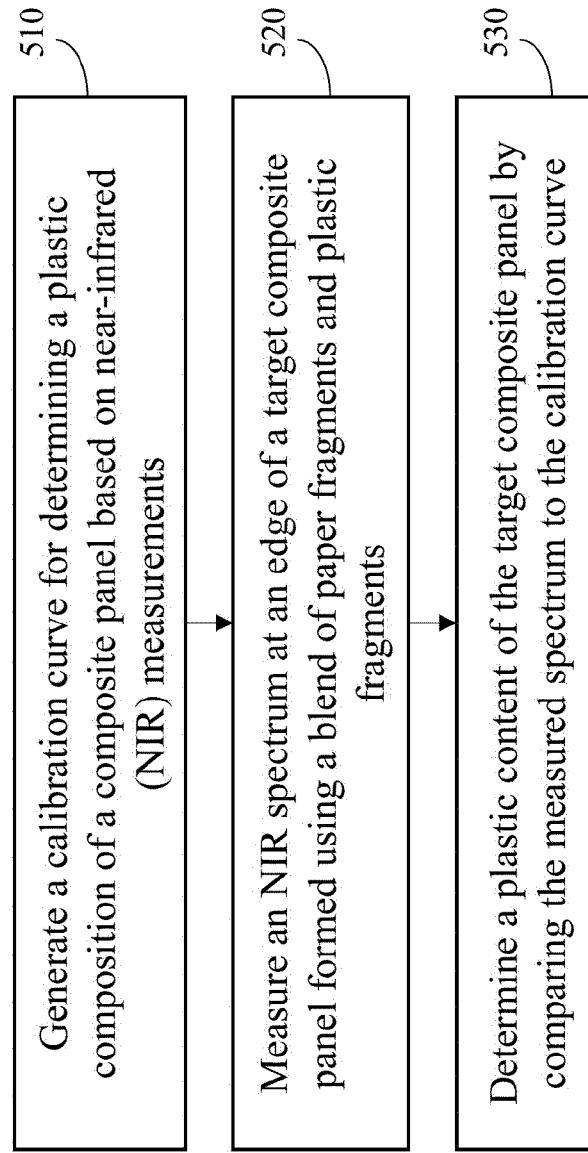 510
Generate a calibration curve for determining a plastic
composition of a composite panel based on near-infrared
(NIR) measurements
520
Measure an NIR spectrum at an edge of a target composite
panel formed using a blend of paper fragments and plastic
fragments
530
Determine a plastic content of the target composite panel by
comparing the measured spectrum to the calibration curve